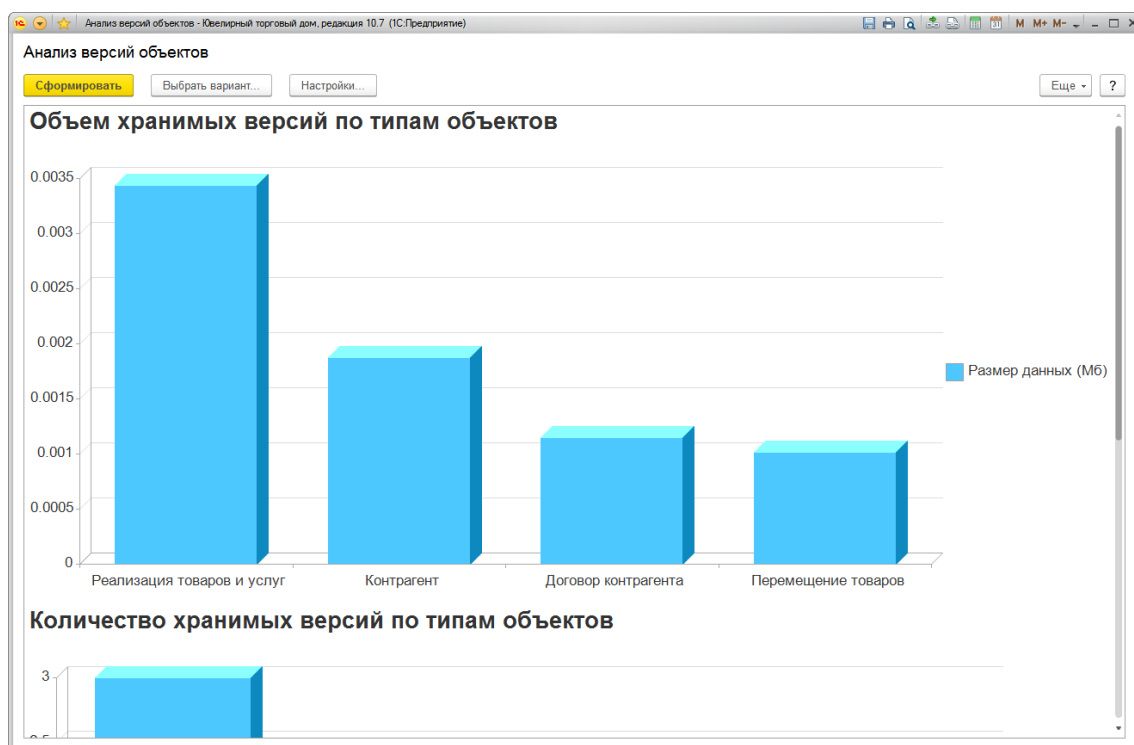 Анализ версий объектов - Ювелирный торговый дом, редакция 10.7 (1С:Предприятие)
M M+ M-
Анализ версий объектов
Сформировать Выбрать вариант... Настройки... Еще ?
Объем хранимых версий по типам объектов
0.0035
0.003
0.0025
0.002
Размер данных (Мб)
0.0015
0.001
0.0005
0
Реализация товаров и услуг Контрагент Договор контрагента Перемещение товаров
Количество хранимых версий по типам объектов
3